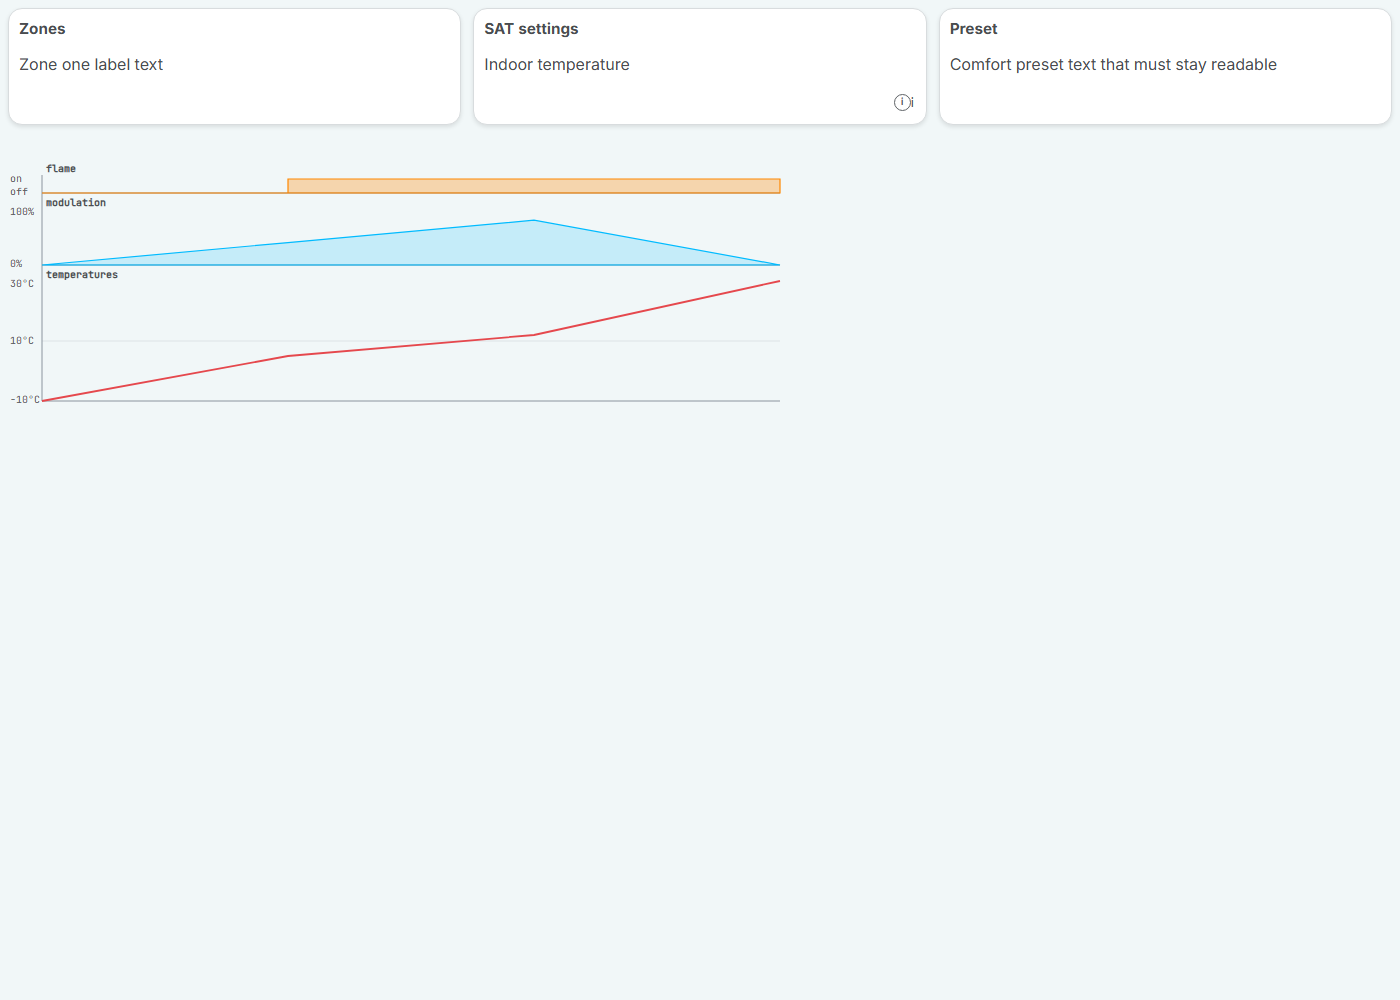 Zones
Zone one label text
SAT settings
Indoor temperature
ⓘi
Preset
Comfort preset text that must stay readable
flame
on
off
modulation
100%
0%
temperatures
30°C
10°C
-10°C